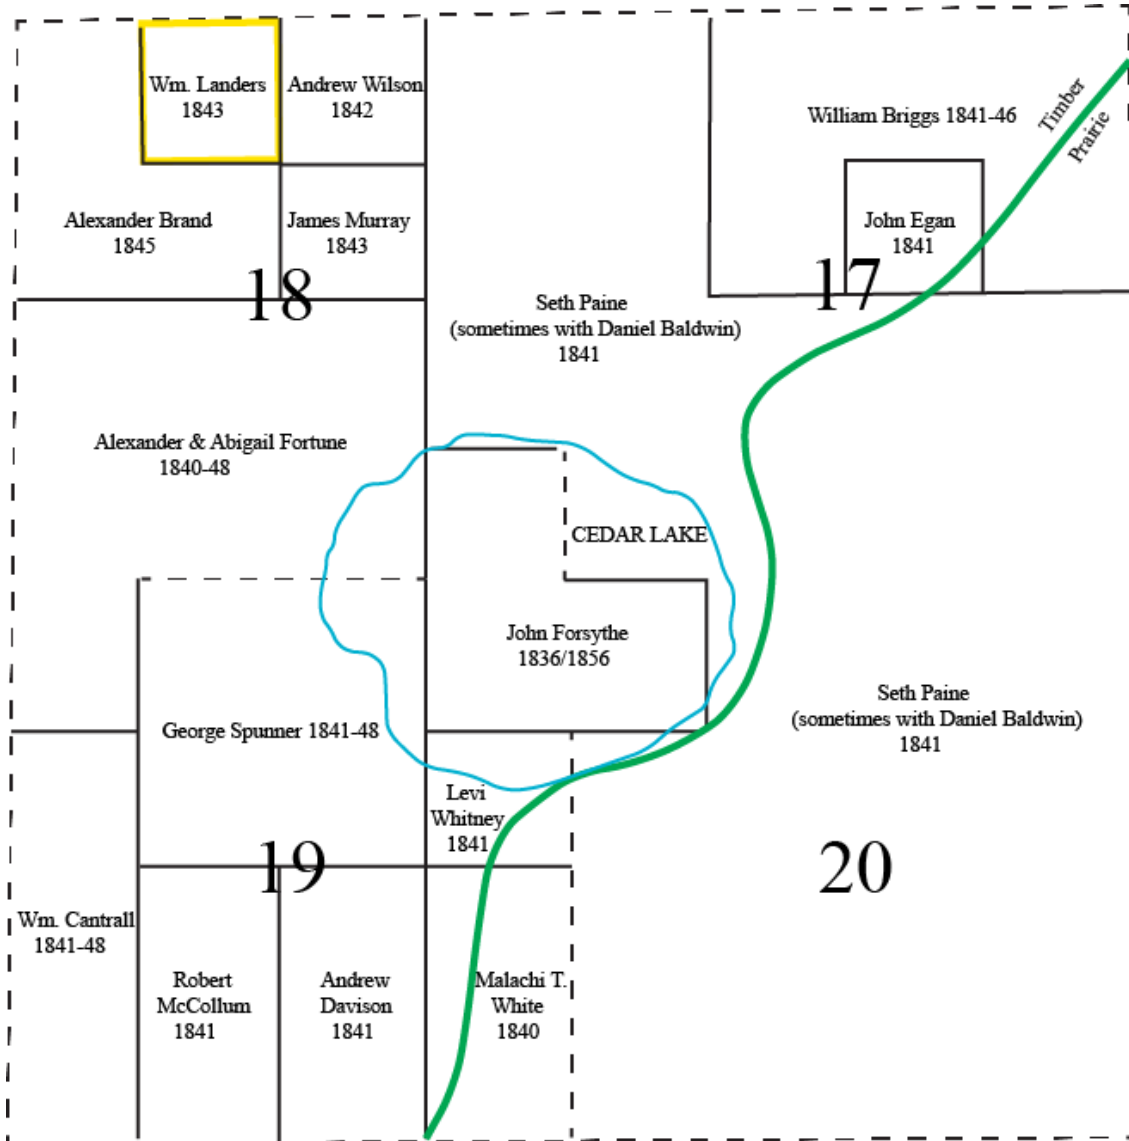 Wm. Landers
1843
Andrew Wilson
1842
William Briggs 1841-46
Timber
Prairie
Alexander Brand
1845
James Murray
1843
John Egan
1841
18
17
Seth Paine
(sometimes with Daniel Baldwin)
1841
Alexander & Abigail Fortune
1840-48
CEDAR LAKE
John Forsythe
1836/1856
George Spunner 1841-48
Seth Paine
(sometimes with Daniel Baldwin)
1841
Levi
Whitney
1841
19
20
Wm. Cantrall
1841-48
Robert
McCollum
1841
Andrew
Davison
1841
Malachi T.
White
1840